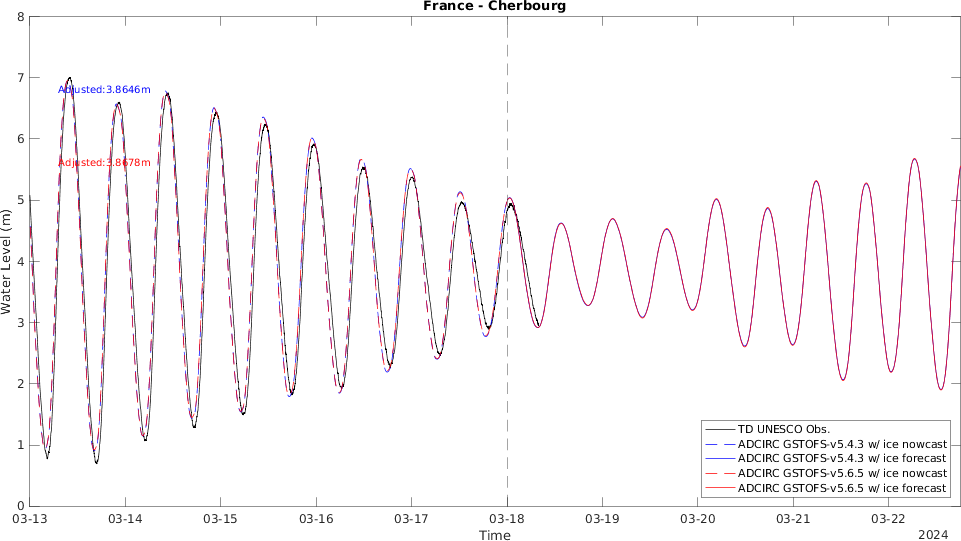 France - Cherbourg
8
7
6
5
4
3
2
1
0
Water Level (m)
Adjusted:3.8646m
Adjusted:3.8678m
TD UNESCO Obs.
ADCIRC GSTOFS-v5.4.3 w/ ice nowcast
ADCIRC GSTOFS-v5.4.3 w/ ice forecast
ADCIRC GSTOFS-v5.6.5 w/ ice nowcast
ADCIRC GSTOFS-v5.6.5 w/ ice forecast
03-13 03-14 03-15 03-16 03-17 03-18 03-19 03-20 03-21 03-22
Time
2024